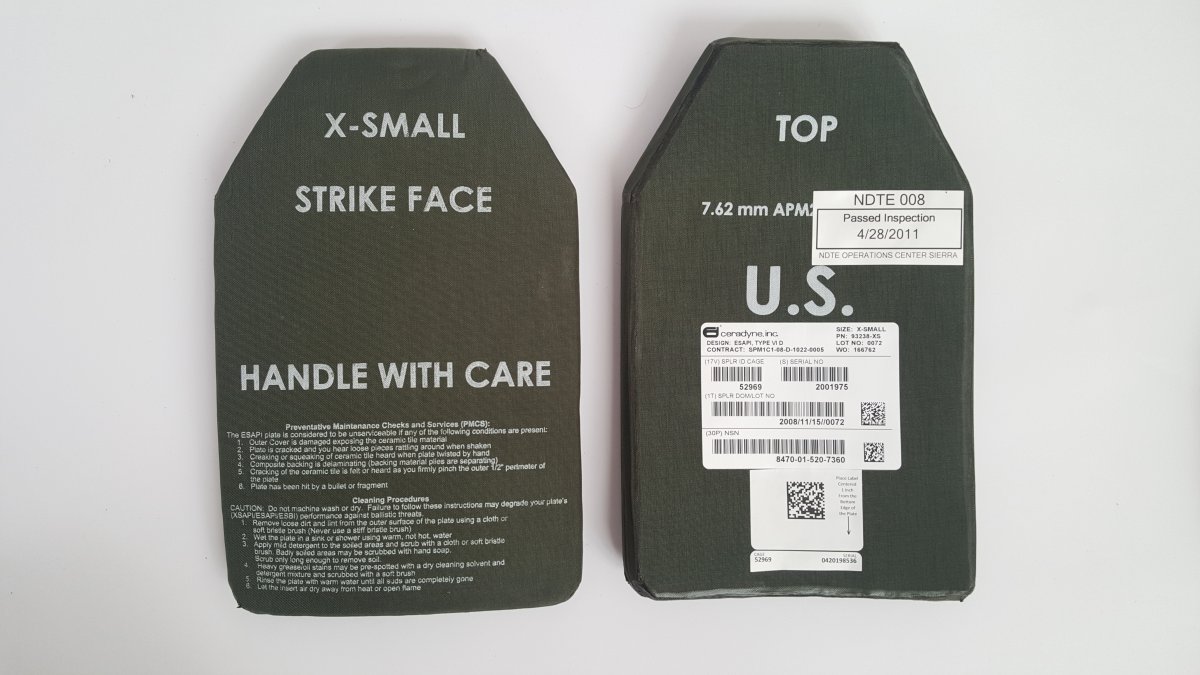 X-SMALL
STRIKE FACE
HANDLE WITH CARE
Preventative Maintenance Checks and Services (PMCS):
The ESAPI plate is considered to be unserviceable if any of the following conditions are present:
1. Outer Cover is damaged exposing the ceramic tile material
2. Plate is cracked and you hear loose pieces rattling around when shaken
3. Creaking or squeaking of ceramic tile heard when plate twisted by hand
4. Composite backing is delaminating (backing material plies are separating)
5. Cracking of the ceramic tile is felt or heard as you firmly pinch the outer 1/2" perimeter of
the plate
6. Plate has been hit by a bullet or fragment
Cleaning Procedures
CAUTION: Do not machine wash or dry. Failure to follow these instructions may degrade your plate's
(XSAPI/ESAPI/ESBI) performance against ballistic threats.
1. Remove loose dirt and lint from the outer surface of the plate using a cloth or
soft bristle brush (Never use a stiff bristle brush)
2. Wet the plate in a sink or shower using warm, not hot, water
3. Apply mild detergent to the soiled areas and scrub with a cloth or soft bristle
brush. Badly soiled areas may be scrubbed with hand soap.
Scrub only long enough to remove soil.
4. Heavy grease/oil stains may be pre-spotted with a dry cleaning solvent and
detergent mixture and scrubbed with a soft brush
5. Rinse the plate with warm water until all suds are completely gone
6. Let the insert air dry away from heat or open flame
TOP
7.62 mm APM2
NDTE 008
Passed Inspection
4/28/2011
NDTE OPERATIONS CENTER SIERRA
U.S.
ceradyne, inc.
DESIGN: ESAPI, TYPE VI D
CONTRACT: SPM1C1-08-D-1022-0005
SIZE: X-SMALL
PN: 93238-XS
LOT NO: 0072
WO: 166762
(17V) SPLR ID CAGE
52969
(S) SERIAL NO
2001975
(1T) SPLR DOM/LOT NO
2008/11/15//0072
(30P) NSN
8470-01-520-7360
Place Label
Centered
1 Inch
From the
Bottom
Edge of
the Plate
CAGE
52969
SERIAL
0420198536